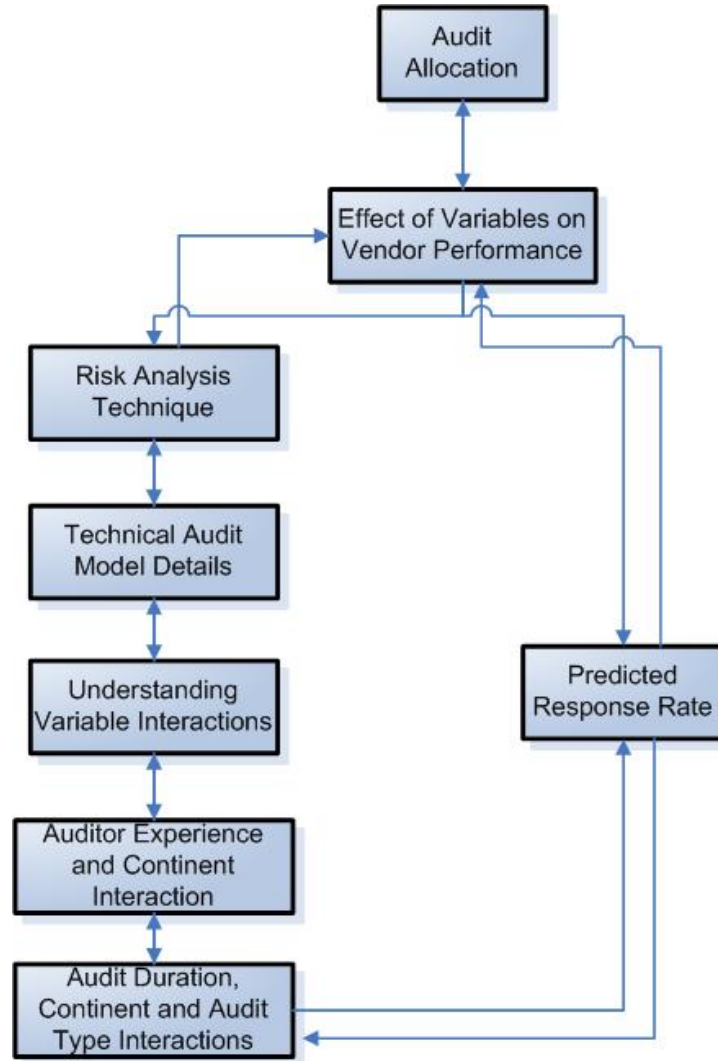 Audit
Allocation
Effect of Variables on
Vendor Performance
Risk Analysis
Technique
Technical Audit
Model Details
Understanding
Variable Interactions
Predicted
Response Rate
Auditor Experience
and Continent
Interaction
Audit Duration,
Continent and Audit
Type Interactions